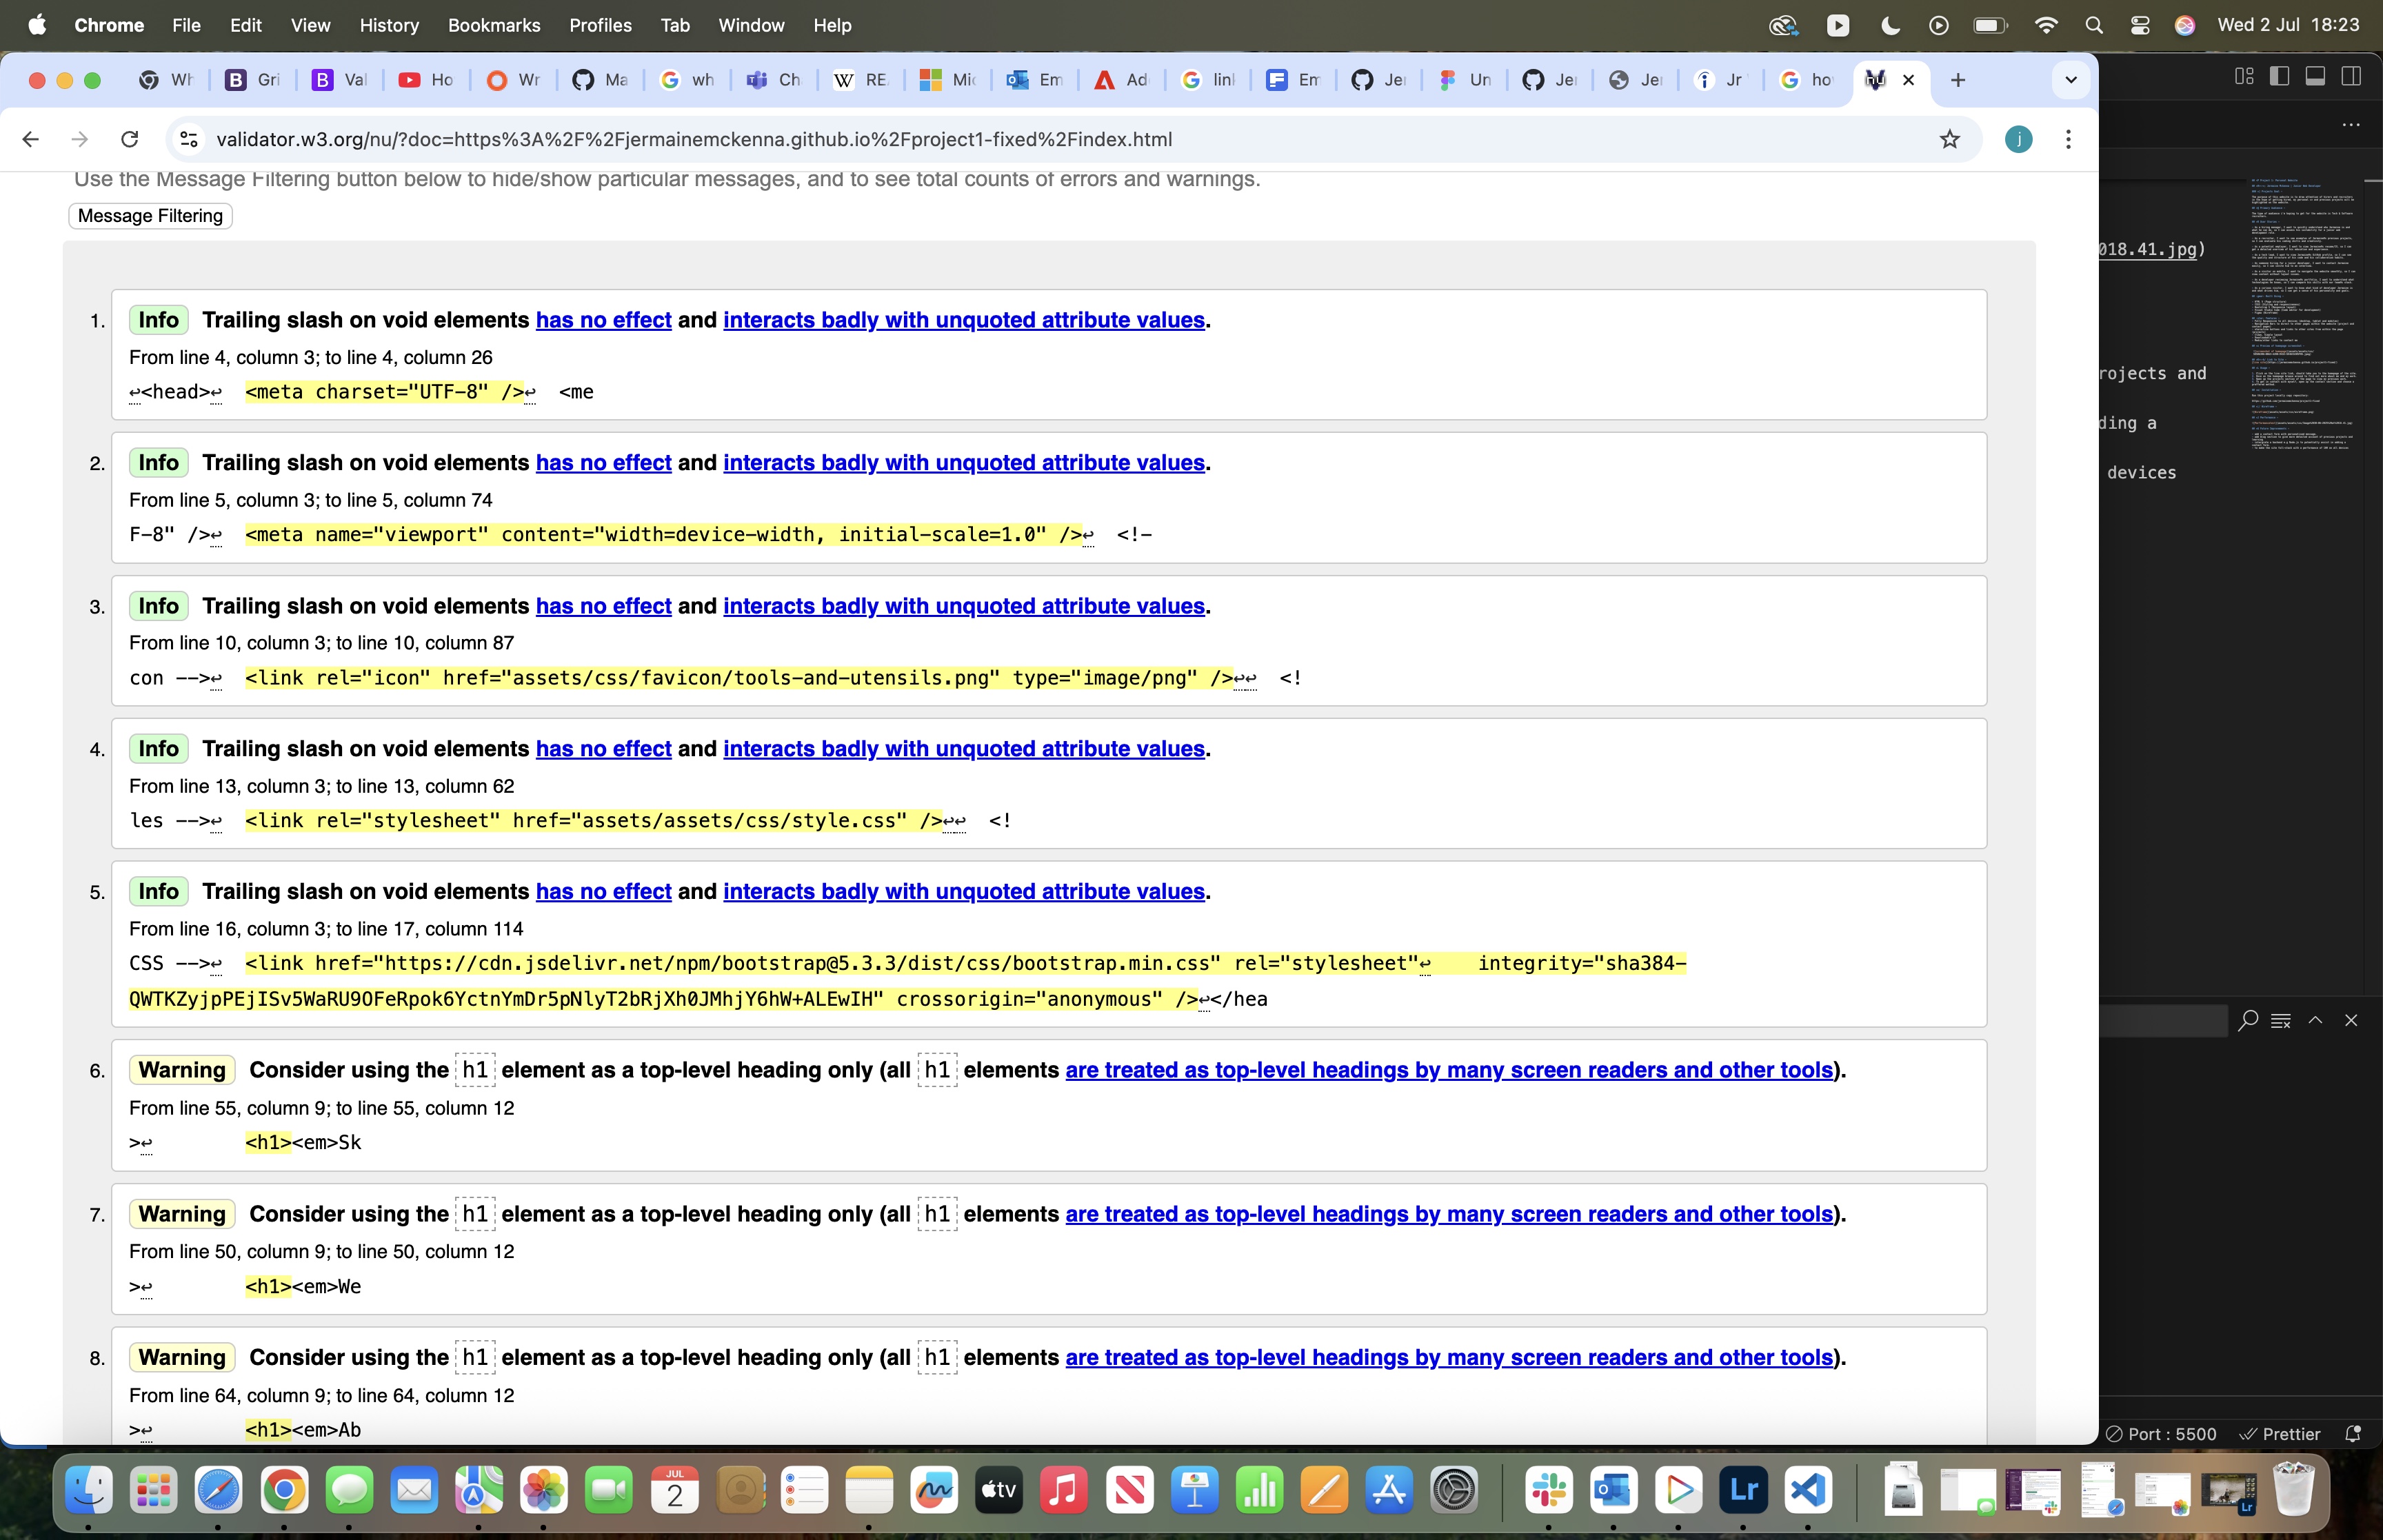 Chrome File Edit View History Bookmarks Profiles Tab Window Help Wed 2 Jul 18:23
Wh Gri Val Ho Wr Ma wh Ch RE. Mic Em Ad link Em Jer Un Jer Jer Jr ho
validator.w3.org/nu/?doc=https%3A%2F%2Fjermainemckenna.github.io%2Fproject1-fixed%2Findex.html
j
Use the Message Filtering button below to hide/show particular messages, and to see total counts of errors and warnings.
Message Filtering
1. Info Trailing slash on void elements has no effect and interacts badly with unquoted attribute values.
From line 4, column 3; to line 4, column 26
↩<head>↩ <meta charset="UTF-8" />↩ <me
2. Info Trailing slash on void elements has no effect and interacts badly with unquoted attribute values.
From line 5, column 3; to line 5, column 74
F-8" />↩ <meta name="viewport" content="width=device-width, initial-scale=1.0" />↩ <!-
3. Info Trailing slash on void elements has no effect and interacts badly with unquoted attribute values.
From line 10, column 3; to line 10, column 87
con -->↩ <link rel="icon" href="assets/css/favicon/tools-and-utensils.png" type="image/png" />↩↩ <!
4. Info Trailing slash on void elements has no effect and interacts badly with unquoted attribute values.
From line 13, column 3; to line 13, column 62
les -->↩ <link rel="stylesheet" href="assets/assets/css/style.css" />↩↩ <!
5. Info Trailing slash on void elements has no effect and interacts badly with unquoted attribute values.
From line 16, column 3; to line 17, column 114
CSS -->↩ <link href="https://cdn.jsdelivr.net/npm/bootstrap@5.3.3/dist/css/bootstrap.min.css" rel="stylesheet"↩ integrity="sha384-
QWTKZyjpPEjISv5WaRU9OFeRpok6YctnYmDr5pNlyT2bRjXh0JMhjY6hW+ALEwIH" crossorigin="anonymous" />↩</hea
6. Warning Consider using the h1 element as a top-level heading only (all h1 elements are treated as top-level headings by many screen readers and other tools).
From line 55, column 9; to line 55, column 12
>↩ <h1><em>Sk
7. Warning Consider using the h1 element as a top-level heading only (all h1 elements are treated as top-level headings by many screen readers and other tools).
From line 50, column 9; to line 50, column 12
>↩ <h1><em>We
8. Warning Consider using the h1 element as a top-level heading only (all h1 elements are treated as top-level headings by many screen readers and other tools).
From line 64, column 9; to line 64, column 12
>↩ <h1><em>Ab
018.41.jpg)
rojects and
ding a
devices
Port : 5500 Prettier
JUL
2
tv
Lr